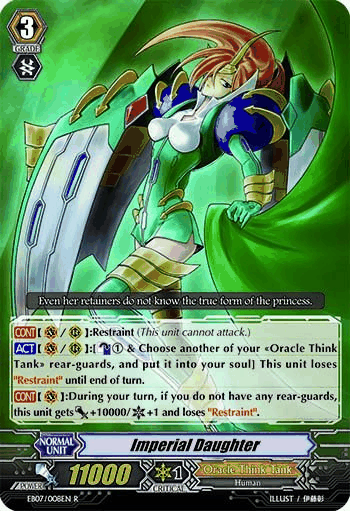 3
GRADE
Even her retainers do not know the true form of the princess.
CONT[ / ]:Restraint (This unit cannot attack.)
ACT[ / ]:[ 1 & Choose another of your «Oracle Think
Tank» rear-guards, and put it into your soul] This unit loses
"Restraint" until end of turn.
CONT[ / ]:During your turn, if you do not have any rear-guards,
this unit gets +10000/ +1 and loses "Restraint".
NORMAL
UNIT
Imperial Daughter
POWER
11000
1
CRITICAL
Oracle Think Tank
Human
EB07/008EN R
ILLUST / 伊藤彰